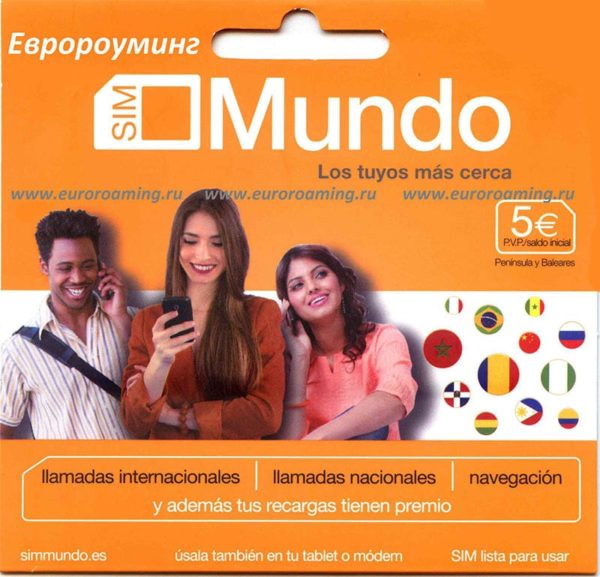 Евророуминг
SIM
Mundo
Los tuyos más cerca
www.euroroaming.ru www.euroroaming.ru www.euroroaming.ru
5€
P.V.P./saldo inicial
Península y Baleares
llamadas internacionales | llamadas nacionales | navegación
y además tus recargas tienen premio
simmundo.es úsala también en tu tablet o módem SIM lista para usar